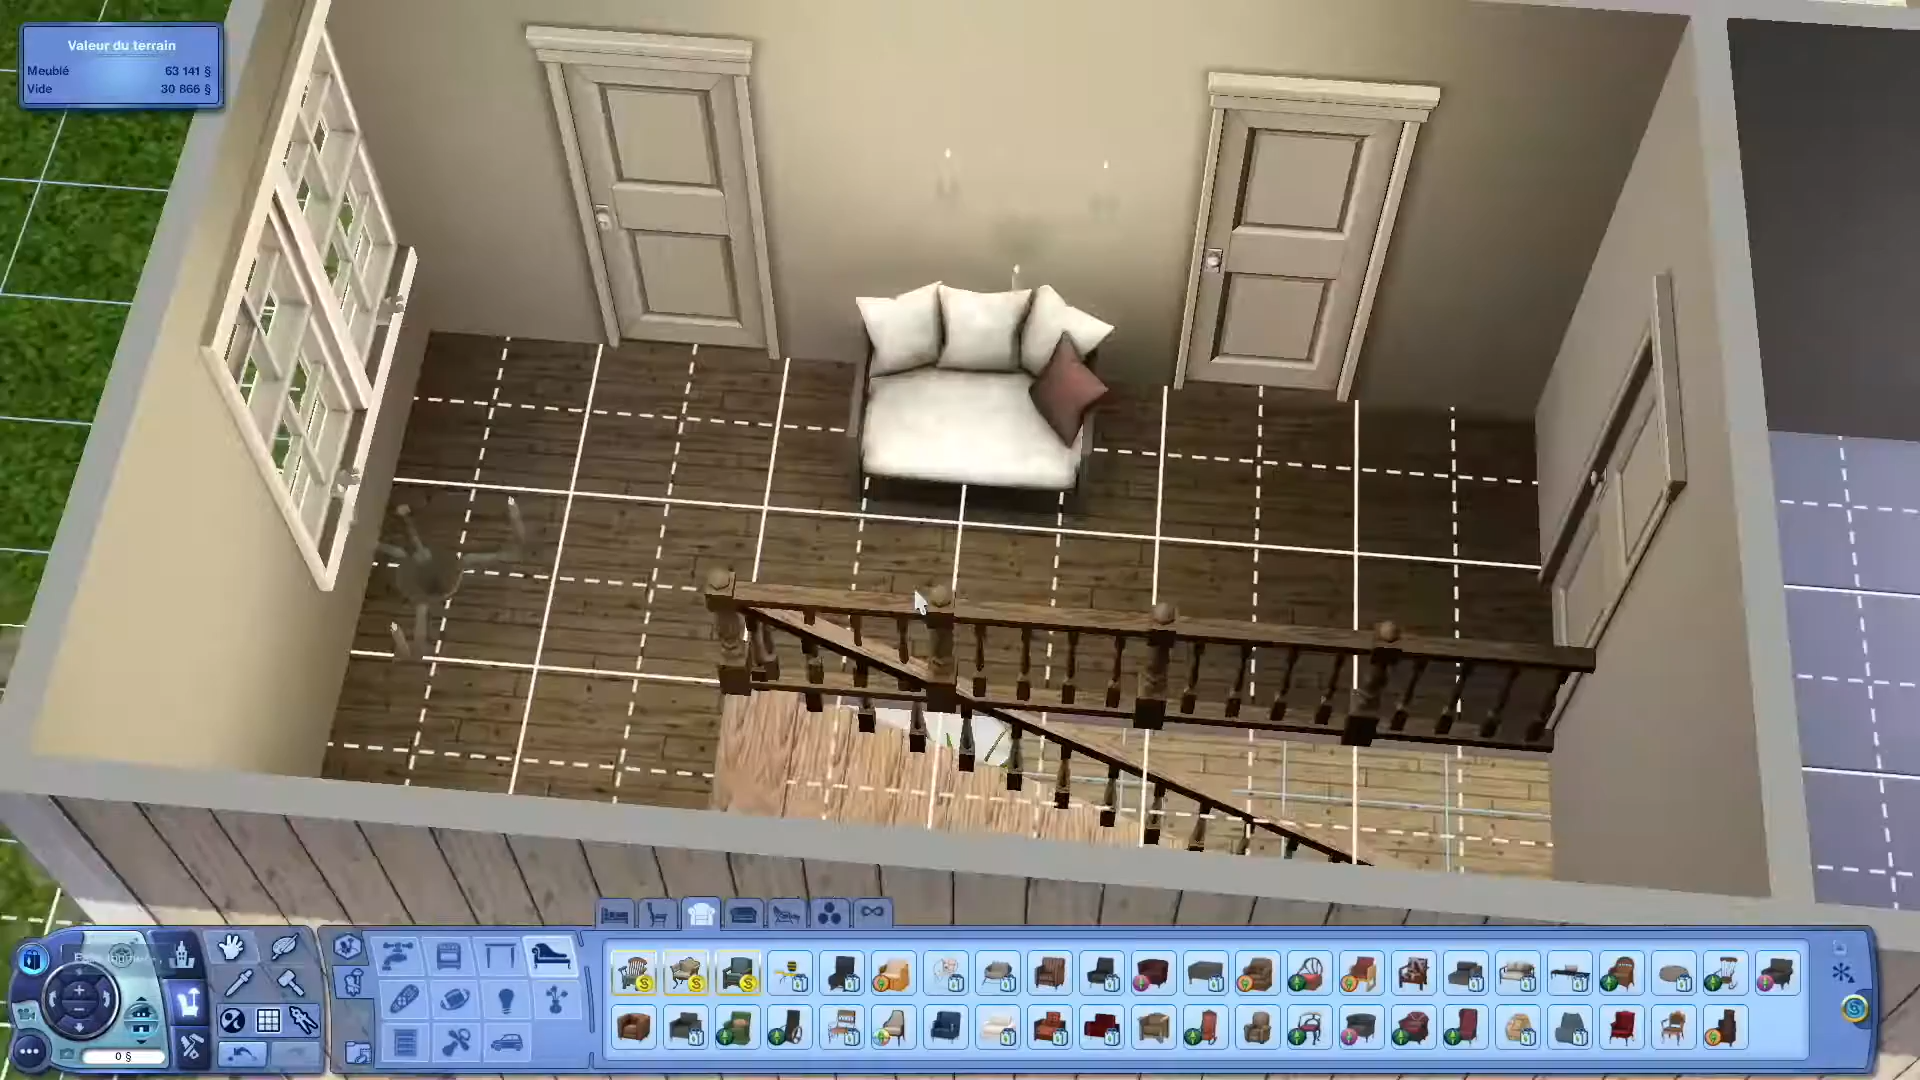 Valeur du terrain
Meublé 63 141 §
Vide 30 866 §
0 §